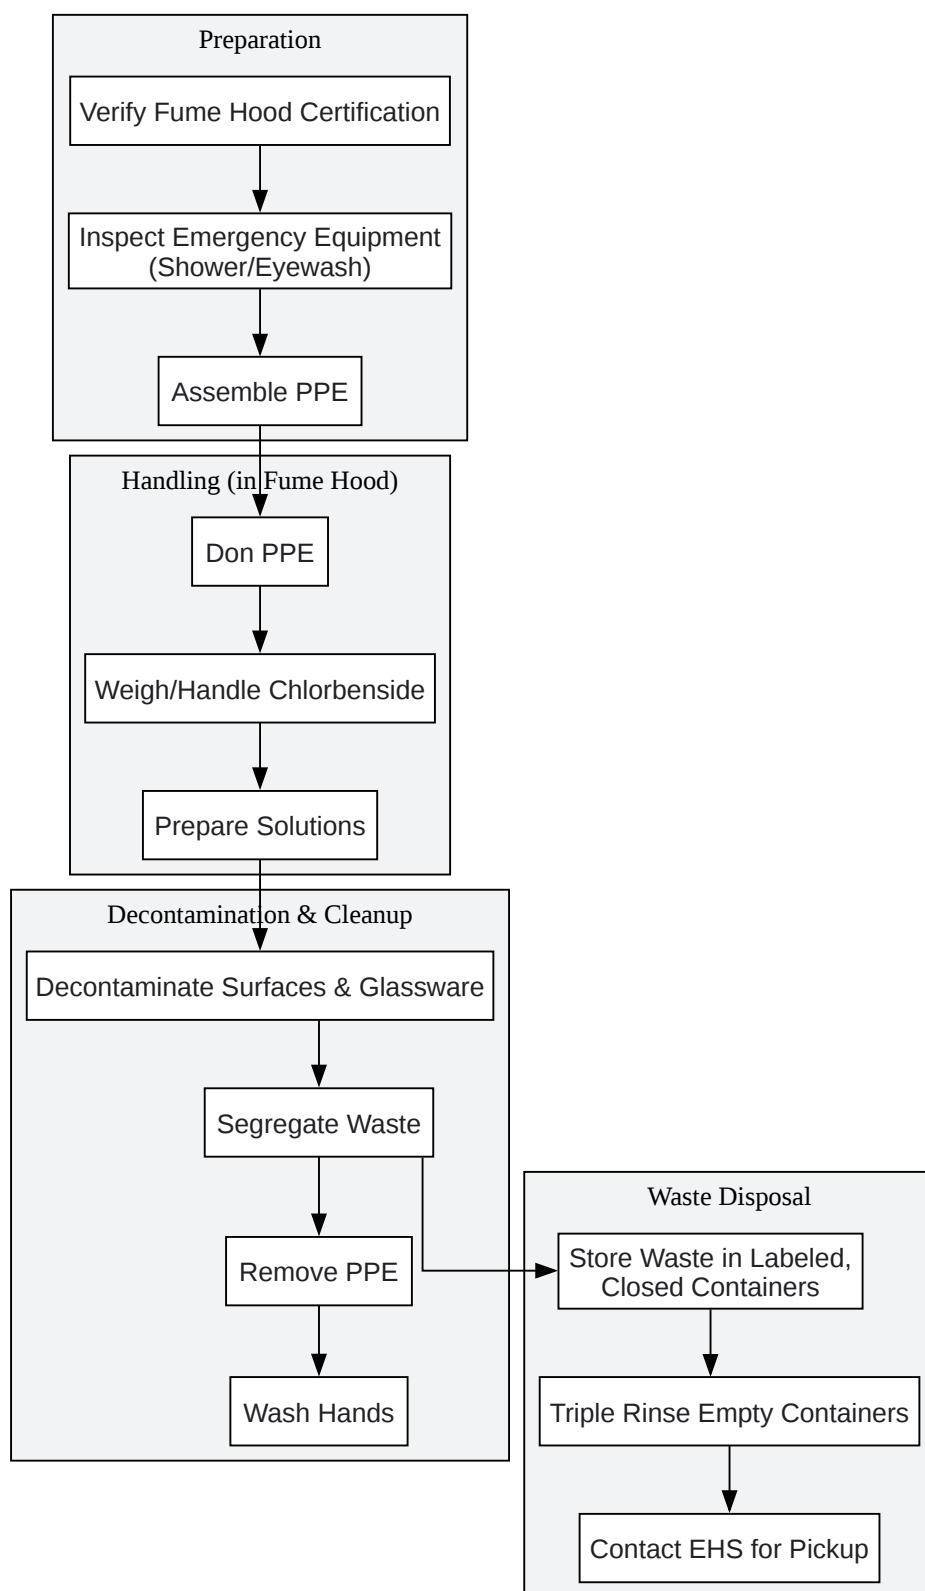 Preparation
Verify Fume Hood Certification
Inspect Emergency Equipment
(Shower/Eyewash)
Assemble PPE
Handling (in Fume Hood)
Don PPE
Weigh/Handle Chlorbenside
Prepare Solutions
Decontamination & Cleanup
Decontaminate Surfaces & Glassware
Segregate Waste
Remove PPE
Wash Hands
Waste Disposal
Store Waste in Labeled,
Closed Containers
Triple Rinse Empty Containers
Contact EHS for Pickup